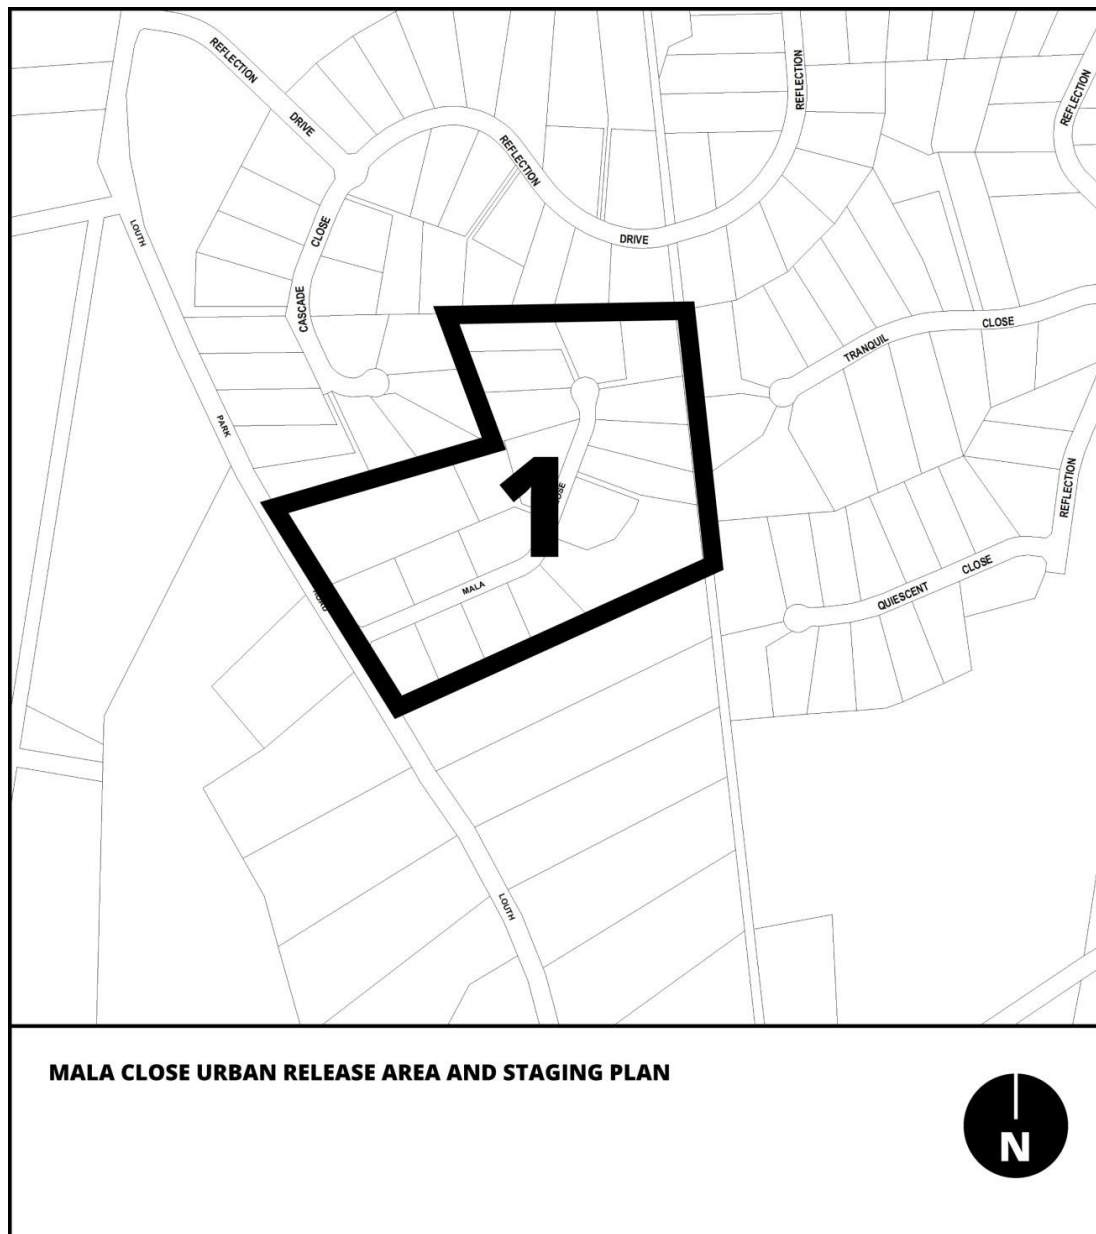 REFLECTION
DRIVE
REFLECTION
DRIVE
REFLECTION
REFLECTION
LOUTH
CLOSE
CASCADE
TRANQUIL
CLOSE
PARK
REFLECTION
1
MALA
QUIESCENT
CLOSE
LOUTH
MALA CLOSE URBAN RELEASE AREA AND STAGING PLAN
N